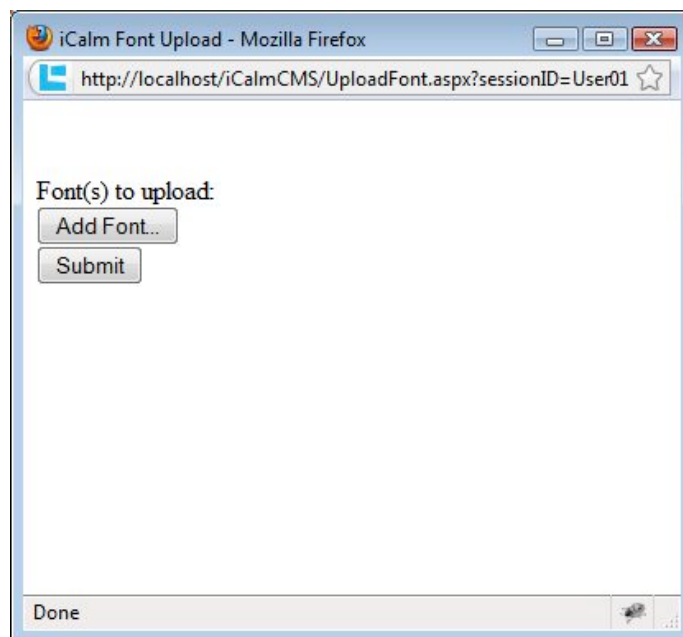 iCalm Font Upload - Mozilla Firefox
http://localhost/iCalmCMS/UploadFont.aspx?sessionID=User01
Font(s) to upload:
Add Font...
Submit
Done